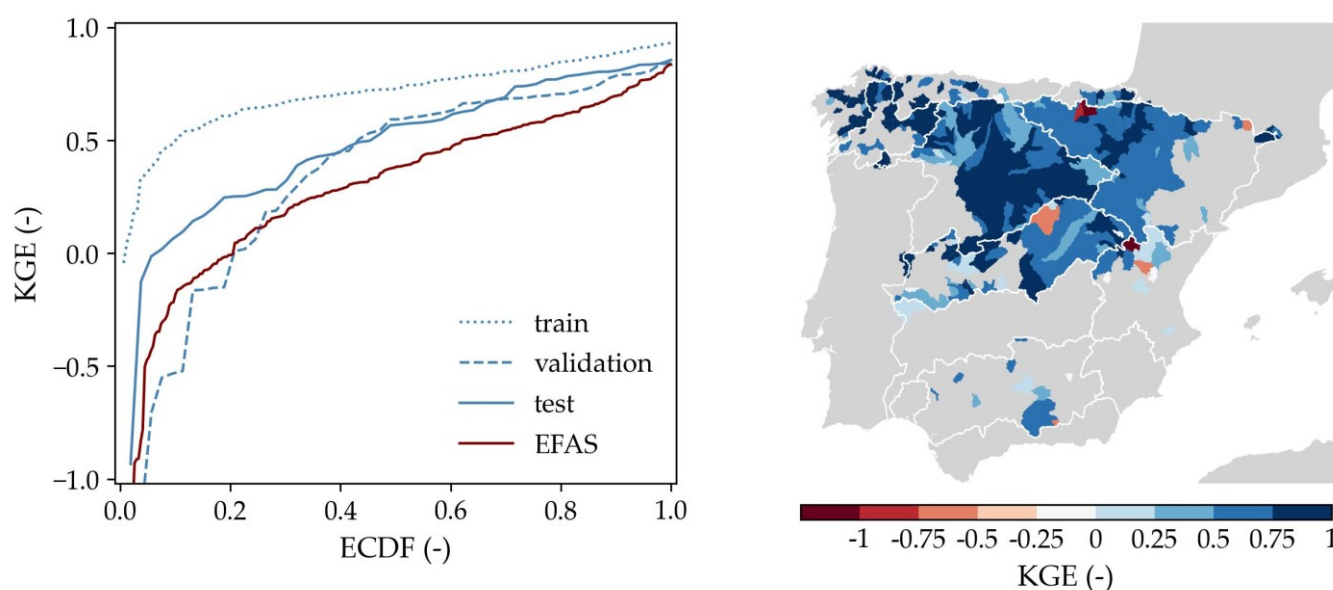 1.0
0.5
0.0
−0.5
−1.0
KGE (-)
train
validation
test
EFAS
0.0 0.2 0.4 0.6 0.8 1.0
ECDF (-)
-1 -0.75 -0.5 -0.25 0 0.25 0.5 0.75 1
KGE (-)